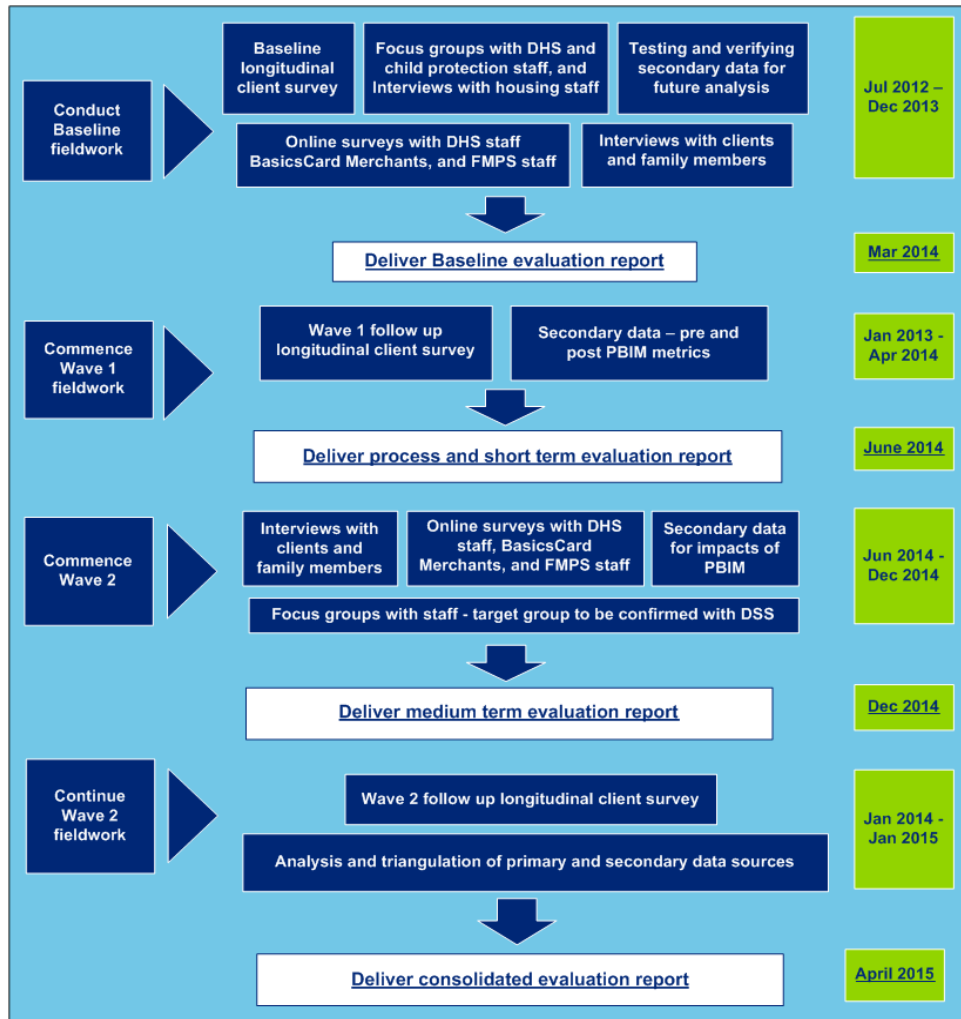 Conduct
Baseline
fieldwork
Baseline
longitudinal
client survey
Focus groups with DHS and
child protection staff, and
Interviews with housing staff
Testing and verifying
secondary data for
future analysis
Online surveys with DHS staff
BasicsCard Merchants, and FMPS staff
Interviews with clients
and family members
Jul 2012 –
Dec 2013
Deliver Baseline evaluation report
Mar 2014
Commence
Wave 1
fieldwork
Wave 1 follow up
longitudinal client survey
Secondary data – pre and
post PBIM metrics
Jan 2013 -
Apr 2014
Deliver process and short term evaluation report
June 2014
Commence
Wave 2
Interviews with
clients and
family members
Online surveys with DHS
staff, BasicsCard
Merchants, and FMPS staff
Secondary data
for impacts of
PBIM
Focus groups with staff - target group to be confirmed with DSS
Jun 2014 -
Dec 2014
Deliver medium term evaluation report
Dec 2014
Continue
Wave 2
fieldwork
Wave 2 follow up longitudinal client survey
Analysis and triangulation of primary and secondary data sources
Jan 2014 -
Jan 2015
Deliver consolidated evaluation report
April 2015